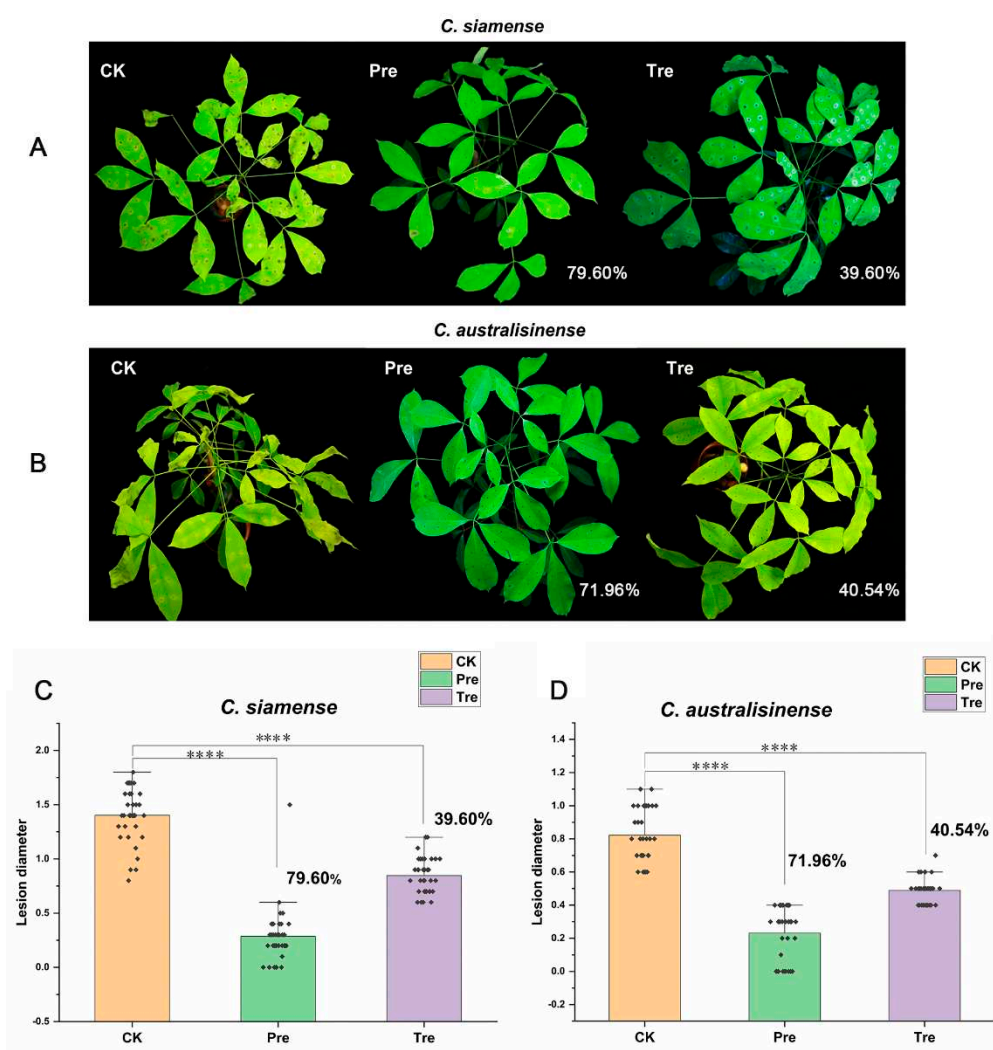 C. siamense
CK Pre Tre
A
79.60% 39.60%
C. australisinense
CK Pre Tre
B
71.96% 40.54%
C
CK
Pre
Tre
C. siamense
Lesion diameter
2.0
1.5
1.0
0.5
0.0
-0.5
****
****
79.60%
39.60%
CK Pre Tre
D
CK
Pre
Tre
C. australisinense
Lesion diameter
1.4
1.2
1.0
0.8
0.6
0.4
0.2
0.0
-0.2
****
****
71.96%
40.54%
CK Pre Tre